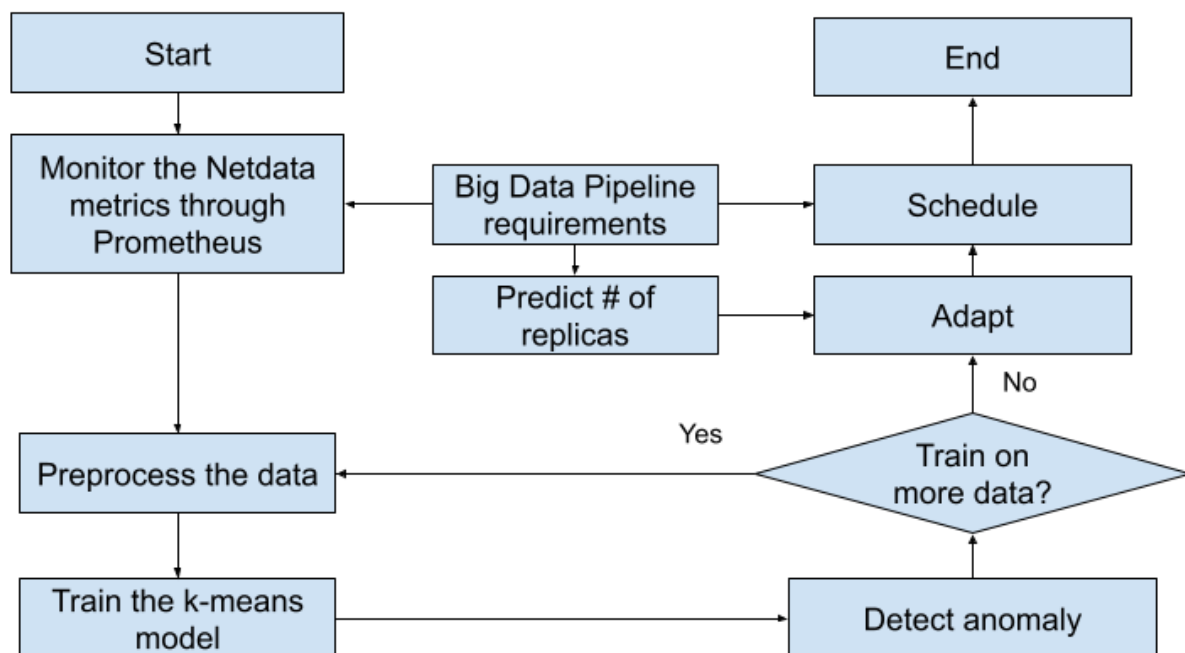 Start
Monitor the Netdata
metrics through
Prometheus
Big Data Pipeline
requirements
Predict # of
replicas
End
Schedule
Adapt
No
Yes
Train on
more data?
Preprocess the data
Train the k-means
model
Detect anomaly